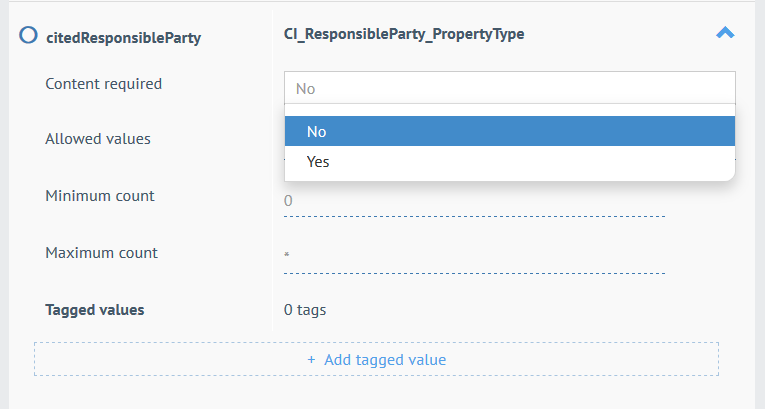 citedResponsibleParty CI_ResponsibleParty_PropertyType
Content required No
No
Allowed values
Yes
Minimum count 0
Maximum count *
Tagged values 0 tags
+ Add tagged value